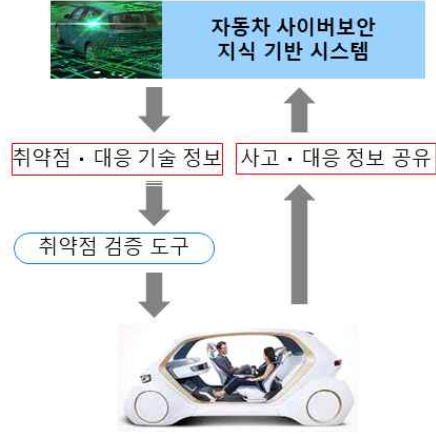 자동차 사이버보안
지식 기반 시스템
취약점・대응 기술 정보
사고・대응 정보 공유
취약점 검증 도구